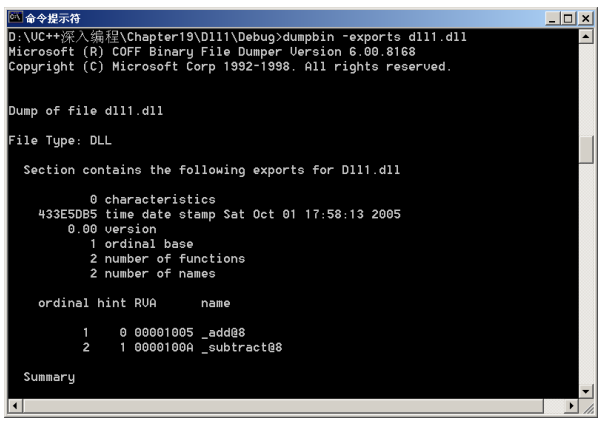 命令提示符
D:\VC++深入编程\Chapter19\Dll1\Debug>dumpbin -exports dll1.dll
Microsoft (R) COFF Binary File Dumper Version 6.00.8168
Copyright (C) Microsoft Corp 1992-1998. All rights reserved.
Dump of file dll1.dll
File Type: DLL
Section contains the following exports for Dll1.dll
0 characteristics
433E5DB5 time date stamp Sat Oct 01 17:58:13 2005
0.00 version
1 ordinal base
2 number of functions
2 number of names
ordinal hint RVA name
1 0 00001005 _add@8
2 1 0000100A _subtract@8
Summary